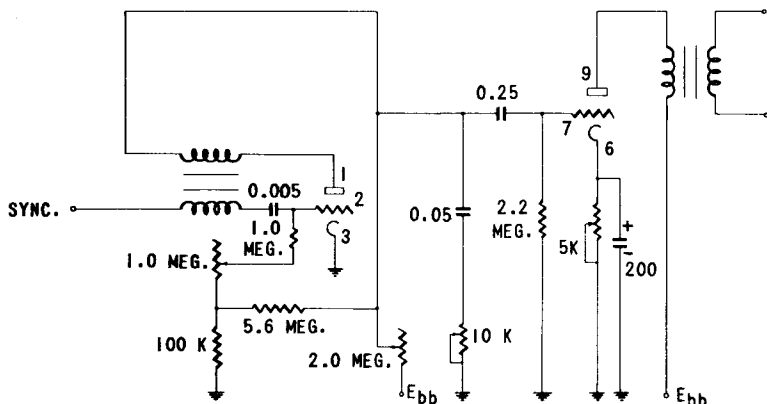 9
0.25
7
6
1
0.005
2
SYNC.
3
1.0
MEG.
0.05
2.2
MEG.
+
-
5K
200
1.0 MEG.
5.6 MEG.
100 K
2.0 MEG.
10 K
Ebb
Ebb